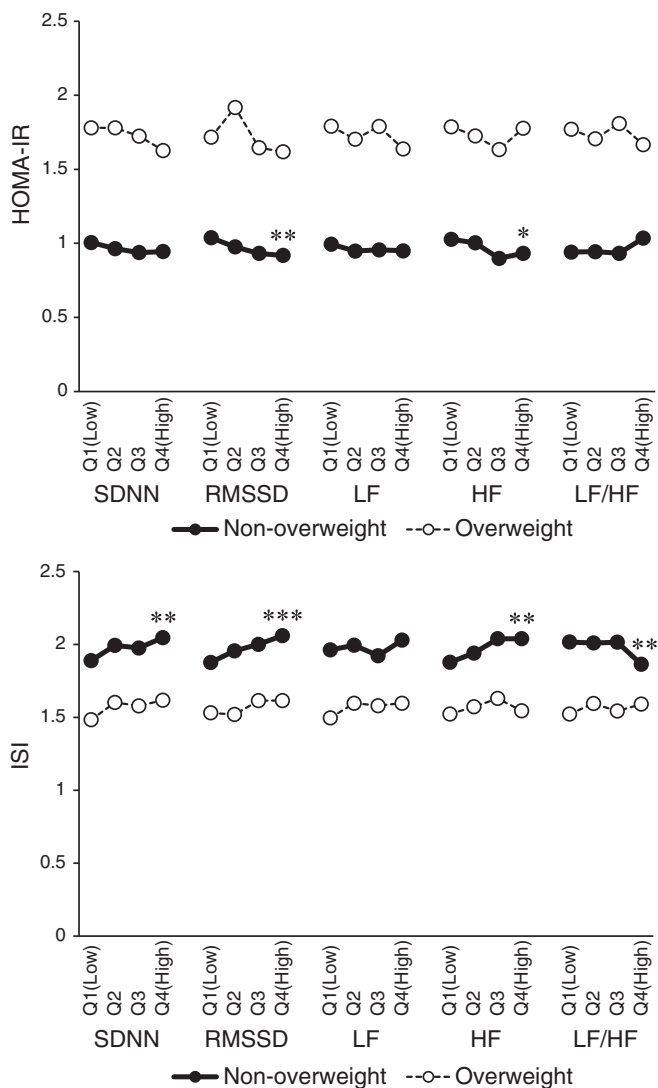 2.5
2
1.5
1
0.5
0
HOMA-IR
** *
Q1(Low) Q2 Q3 Q4(High) Q1(Low) Q2 Q3 Q4(High) Q1(Low) Q2 Q3 Q4(High) Q1(Low) Q2 Q3 Q4(High) Q1(Low) Q2 Q3 Q4(High)
SDNN RMSSD LF HF LF/HF
Non-overweight Overweight
2.5
2
1.5
1
0.5
0
ISI
** *** ** **
Q1(Low) Q2 Q3 Q4(High) Q1(Low) Q2 Q3 Q4(High) Q1(Low) Q2 Q3 Q4(High) Q1(Low) Q2 Q3 Q4(High) Q1(Low) Q2 Q3 Q4(High)
SDNN RMSSD LF HF LF/HF
Non-overweight Overweight